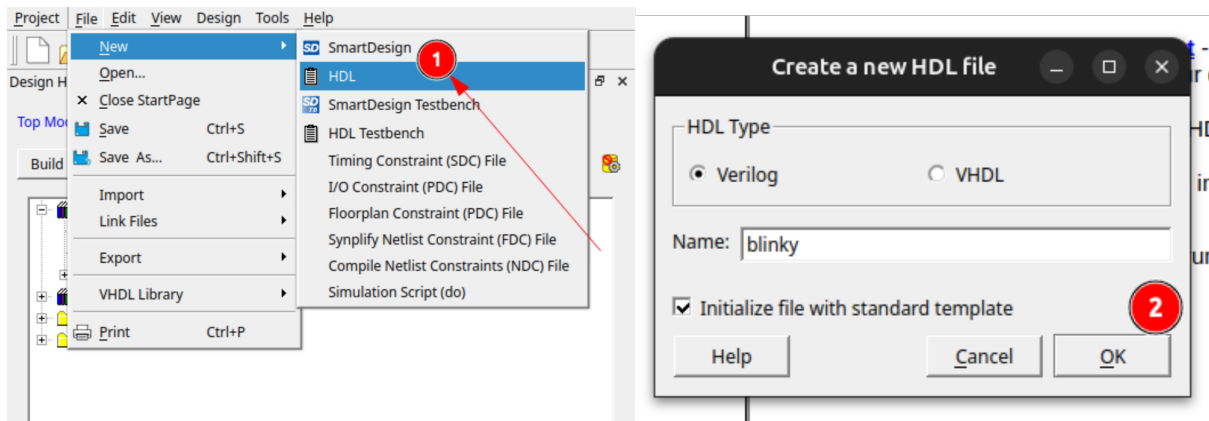 Project File Edit View Design Tools Help
New
Open...
Close StartPage
Save Ctrl+S
Save As... Ctrl+Shift+S
Import
Link Files
Export
VHDL Library
Print Ctrl+P
Design H
Top Mo
Build
SmartDesign
HDL
SmartDesign Testbench
HDL Testbench
Timing Constraint (SDC) File
I/O Constraint (PDC) File
Floorplan Constraint (PDC) File
Synplify Netlist Constraint (FDC) File
Compile Netlist Constraints (NDC) File
Simulation Script (do)
1
Create a new HDL file
HDL Type
Verilog VHDL
Name: blinky
Initialize file with standard template
2
Help Cancel OK